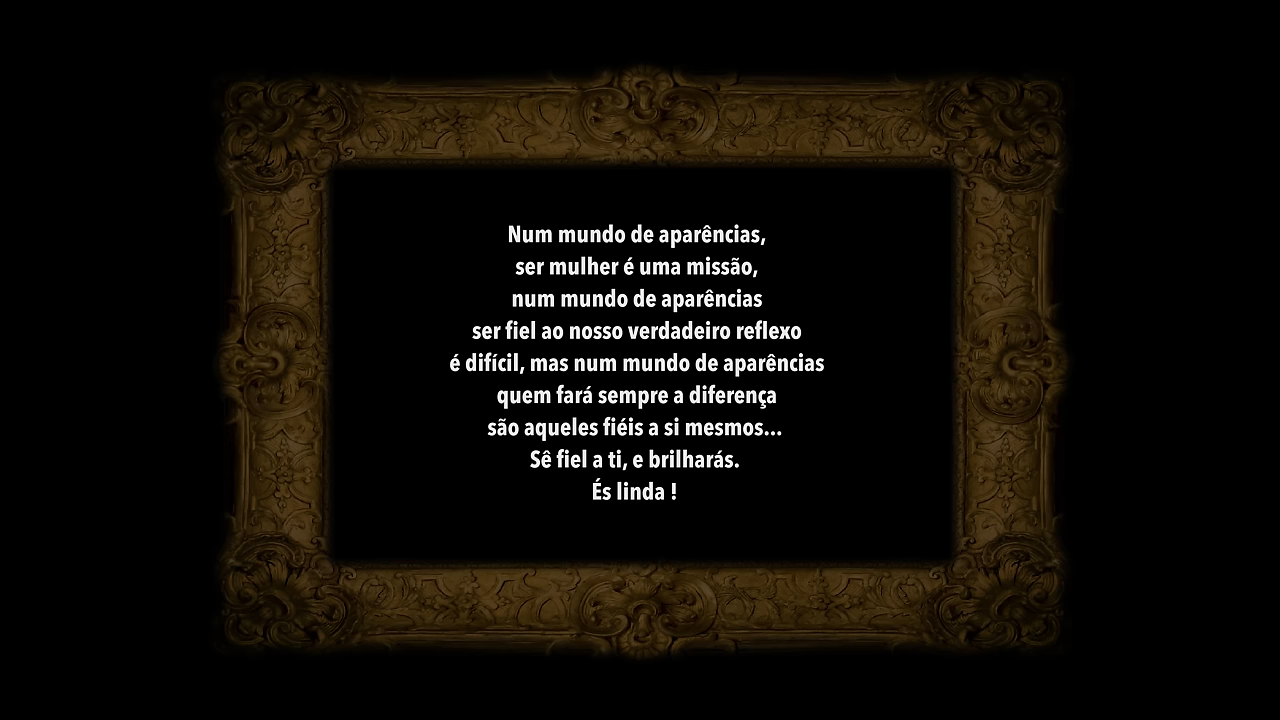 Num mundo de aparências,
ser mulher é uma missão,
num mundo de aparências
ser fiel ao nosso verdadeiro reflexo
é difícil, mas num mundo de aparências
quem fará sempre a diferença
são aqueles fiéis a si mesmos...
Sê fiel a ti, e brilharás.
És linda !